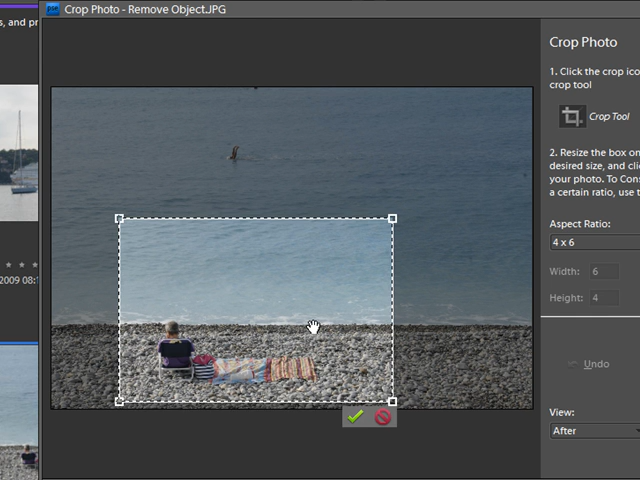 pse Crop Photo - Remove Object.JPG
s, and pr
Crop Photo
1. Click the crop ico
crop tool
Crop Tool
2. Resize the box on
desired size, and clic
your photo. To Cons
a certain ratio, use t
Aspect Ratio:
4 x 6
Width: 6
2009 08:1
Height: 4
Undo
View:
After